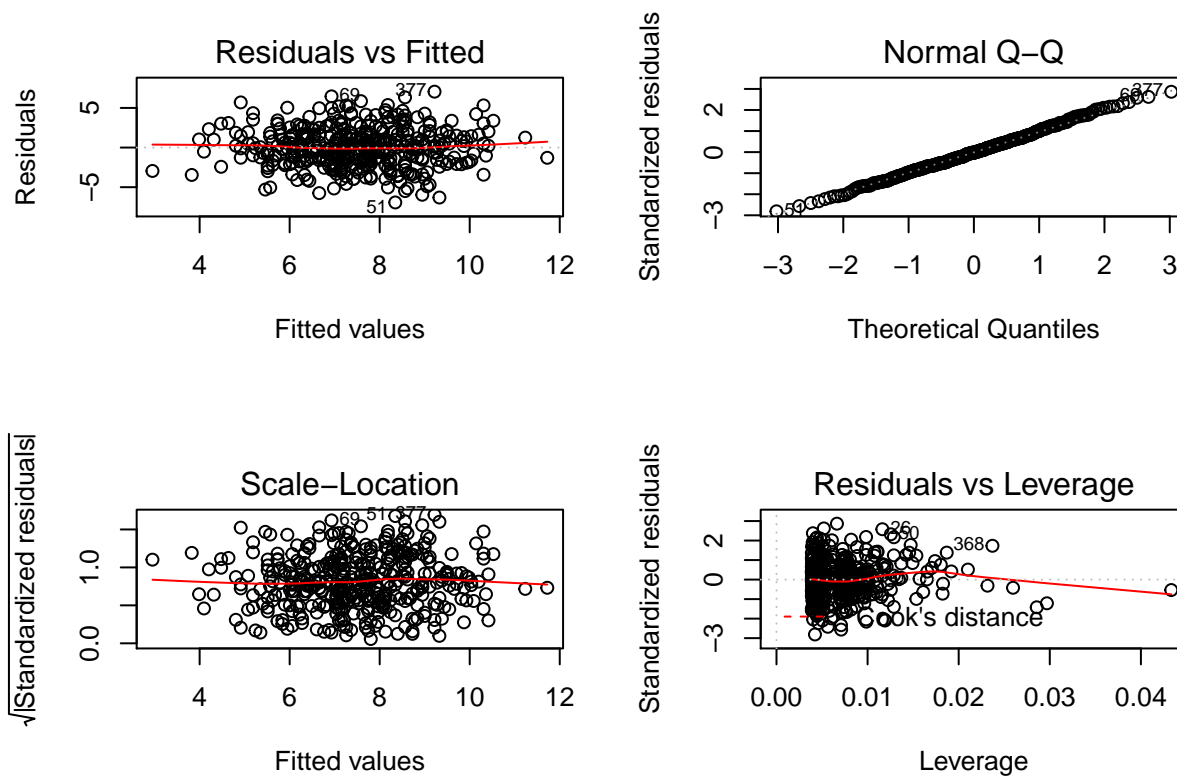 Residuals vs Fitted
Residuals
5
−5
69
377
51
4 6 8 10 12
Fitted values
Normal Q−Q
Standardized residuals
2
0
−3
377
51
−3 −2 −1 0 1 2 3
Theoretical Quantiles
Scale−Location
√|Standardized residuals|
1.0
0.0
69
51
377
4 6 8 10 12
Fitted values
Residuals vs Leverage
Standardized residuals
2
0
−3
26
368
Cook's distance
0.00 0.01 0.02 0.03 0.04
Leverage